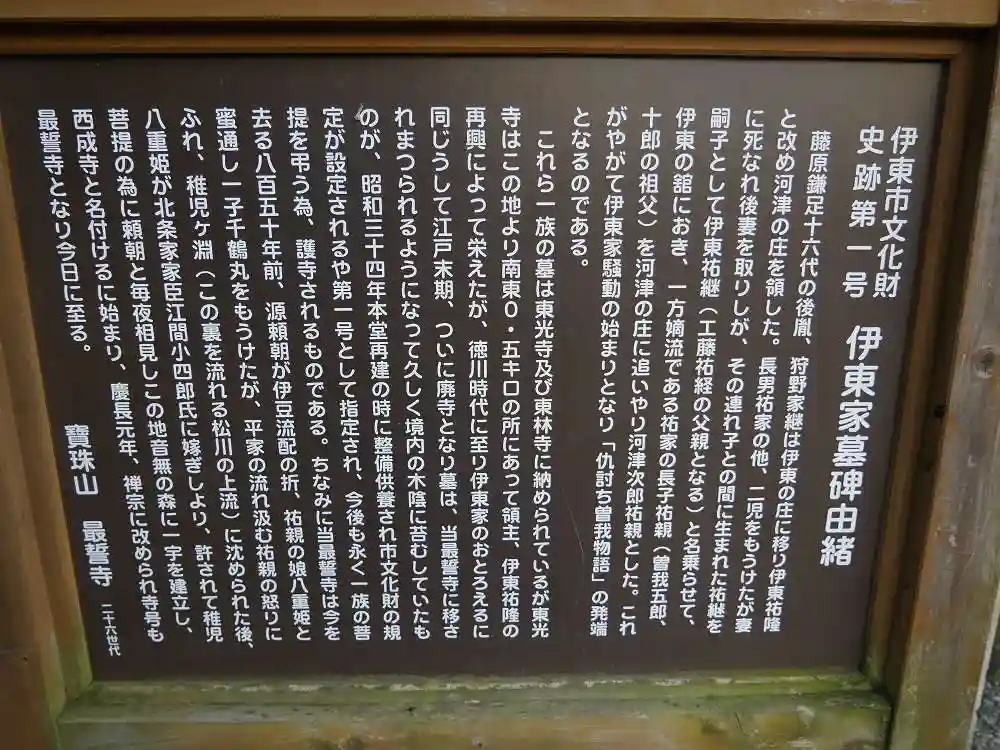 伊東市文化財
史跡第一号　伊東家墓碑由緒
藤原鎌足十六代の後胤、狩野家継は伊東の庄に移り伊東祐隆
と改め河津の庄を領した。長男祐家の他、二児をもうけたが妻
に死なれ後妻を取りしが、その連れ子との間に生まれた祐継を
嗣子として伊東祐継（工藤祐経の父親となる）と名乗らせて、
伊東の舘におき、一方嫡流である祐家の長子祐親（曽我五郎、
十郎の祖父）を河津の庄に追いやり河津次郎祐親とした。これ
がやがて伊東家騒動の始まりとなり「仇討ち曽我物語」の発端
となるのである。
これら一族の墓は東光寺及び東林寺に納められているが東光
寺はこの地より南東０・五キロの所にあって領主、伊東祐隆の
再興によって栄えたが、徳川時代に至り伊東家のおとろえるに
同じうして江戸末期、ついに廃寺となり墓は、当最誓寺に移さ
れまつられるようになって久しく境内の木陰に苔むしていたも
のが、昭和三十四年本堂再建の時に整備供養され市文化財の規
定が設定されるや第一号として指定され、今後も永く一族の菩
提を弔う為、護寺されるものである。ちなみに当最誓寺は今を
去る八百五十年前、源頼朝が伊豆流配の折、祐親の娘八重姫と
蜜通し一子千鶴丸をもうけたが、平家の流れ汲む祐親の怒りに
ふれ、稚児ヶ淵（この裏を流れる松川の上流）に沈められた後、
八重姫が北条家家臣江間小四郎氏に嫁ぎしより、許されて稚児
菩提の為に頼朝と毎夜相見しこの地音無の森に一宇を建立し、
西成寺と名付けるに始まり、慶長元年、禅宗に改められ寺号も
最誓寺となり今日に至る。
寶珠山　最誓寺　二十六世代